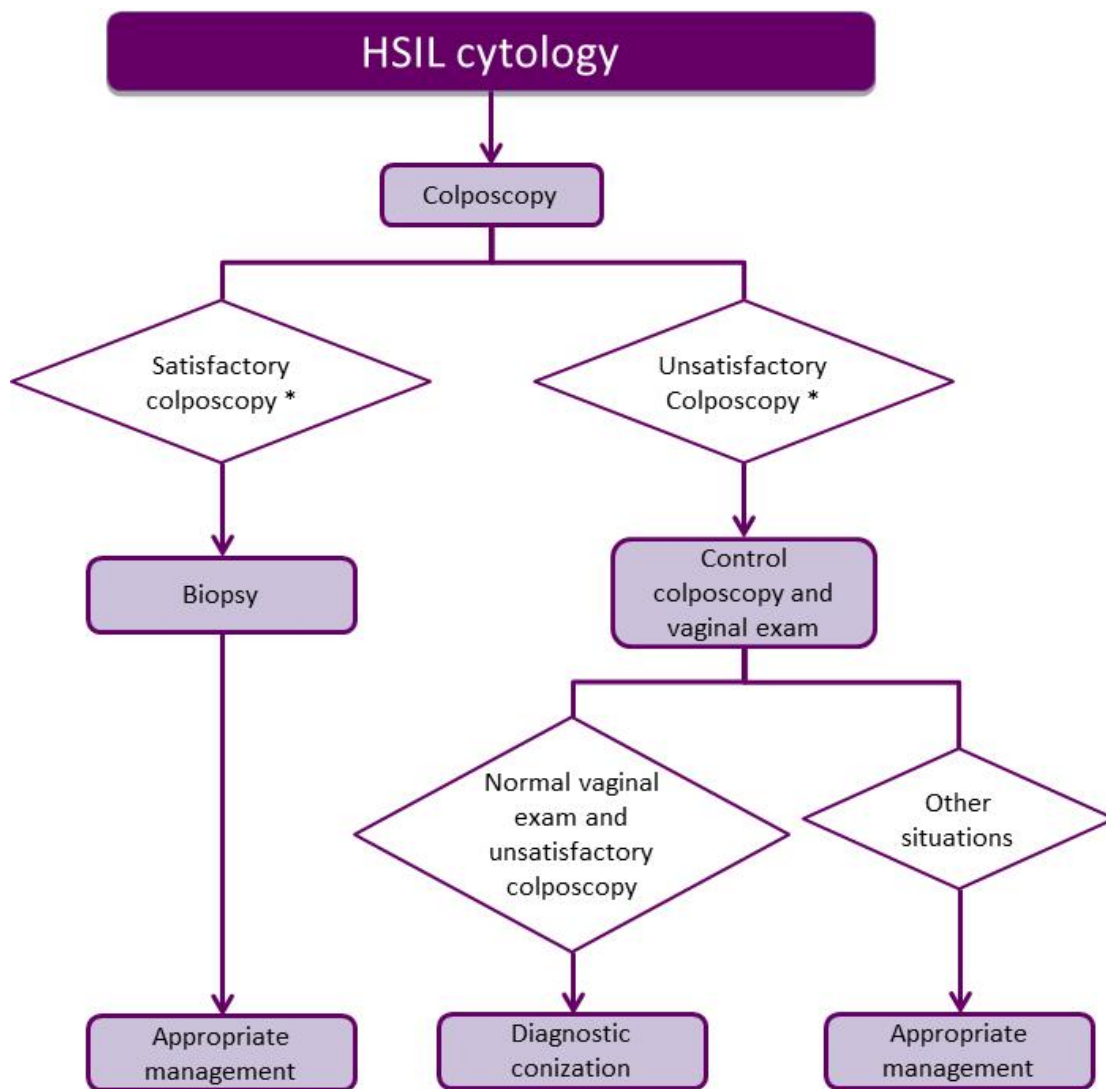 HSIL cytology
Colposcopy
Satisfactory
colposcopy *
Unsatisfactory
Colposcopy *
Biopsy
Control
colposcopy and
vaginal exam
Normal vaginal
exam and
unsatisfactory
colposcopy
Other
situations
Appropriate
management
Diagnostic
conization
Appropriate
management